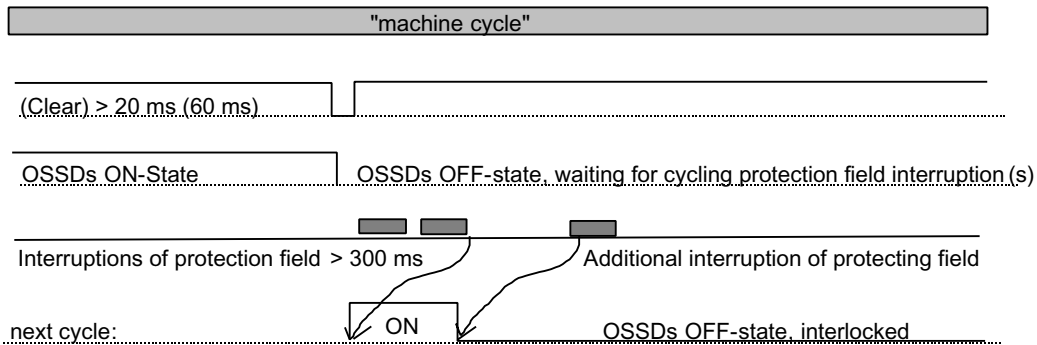 "machine cycle"
(Clear) > 20 ms (60 ms)
OSSDs ON-State
OSSDs OFF-state, waiting for cycling protection field interruption (s)
Interruptions of protection field > 300 ms
Additional interruption of protecting field
next cycle:
ON
OSSDs OFF-state, interlocked